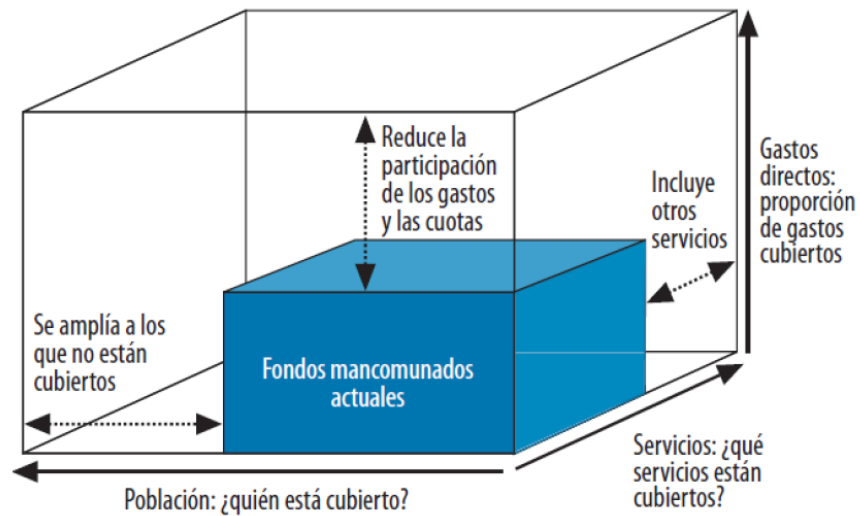 Reduce la
participación
de los gastos
y las cuotas
Incluye
otros
servicios
Gastos
directos:
proporción
de gastos
cubiertos
Se amplía a los
que no están
cubiertos
Fondos mancomunados
actuales
Servicios: ¿qué
servicios están
cubiertos?
Población: ¿quién está cubierto?